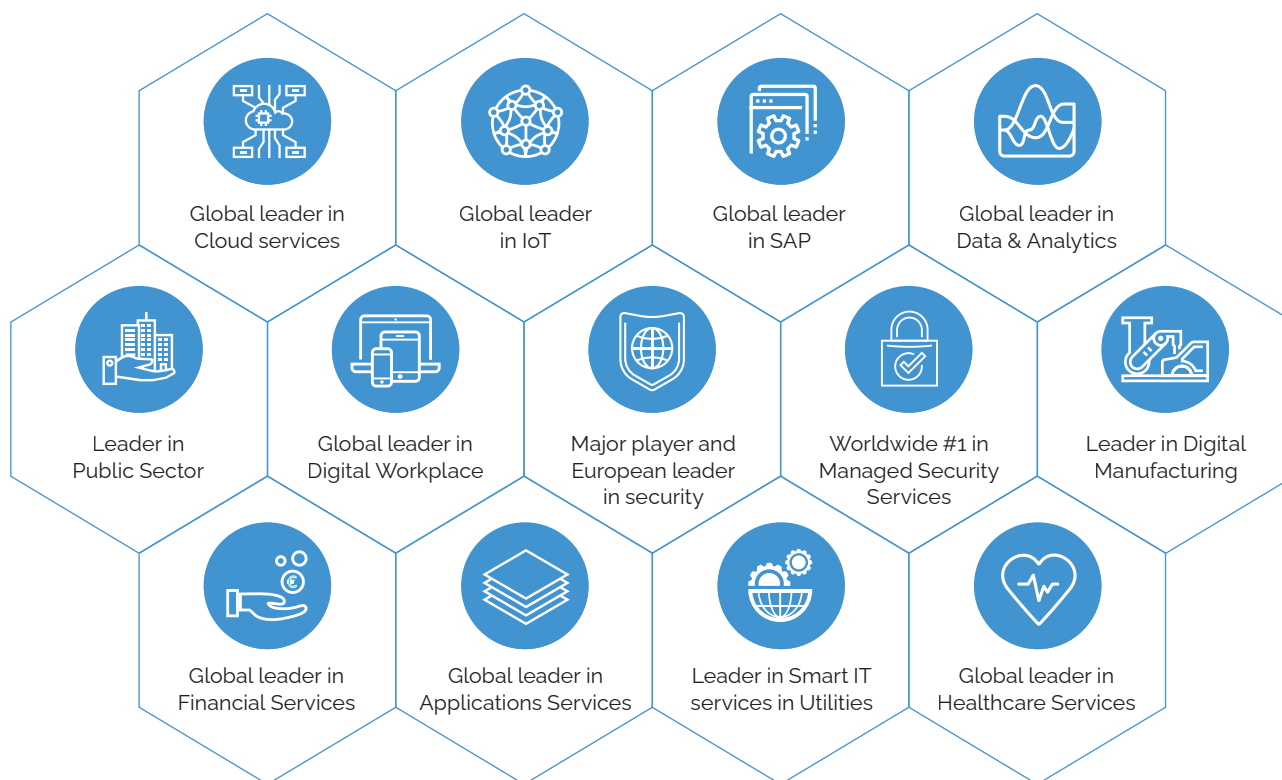 Global leader in
Cloud services
Global leader
in IoT
Global leader
in SAP
Global leader in
Data & Analytics
Leader in
Public Sector
Global leader in
Digital Workplace
Major player and
European leader
in security
Worldwide #1 in
Managed Security
Services
Leader in Digital
Manufacturing
€
Global leader in
Financial Services
Global leader in
Applications Services
Leader in Smart IT
services in Utilities
Global leader in
Healthcare Services